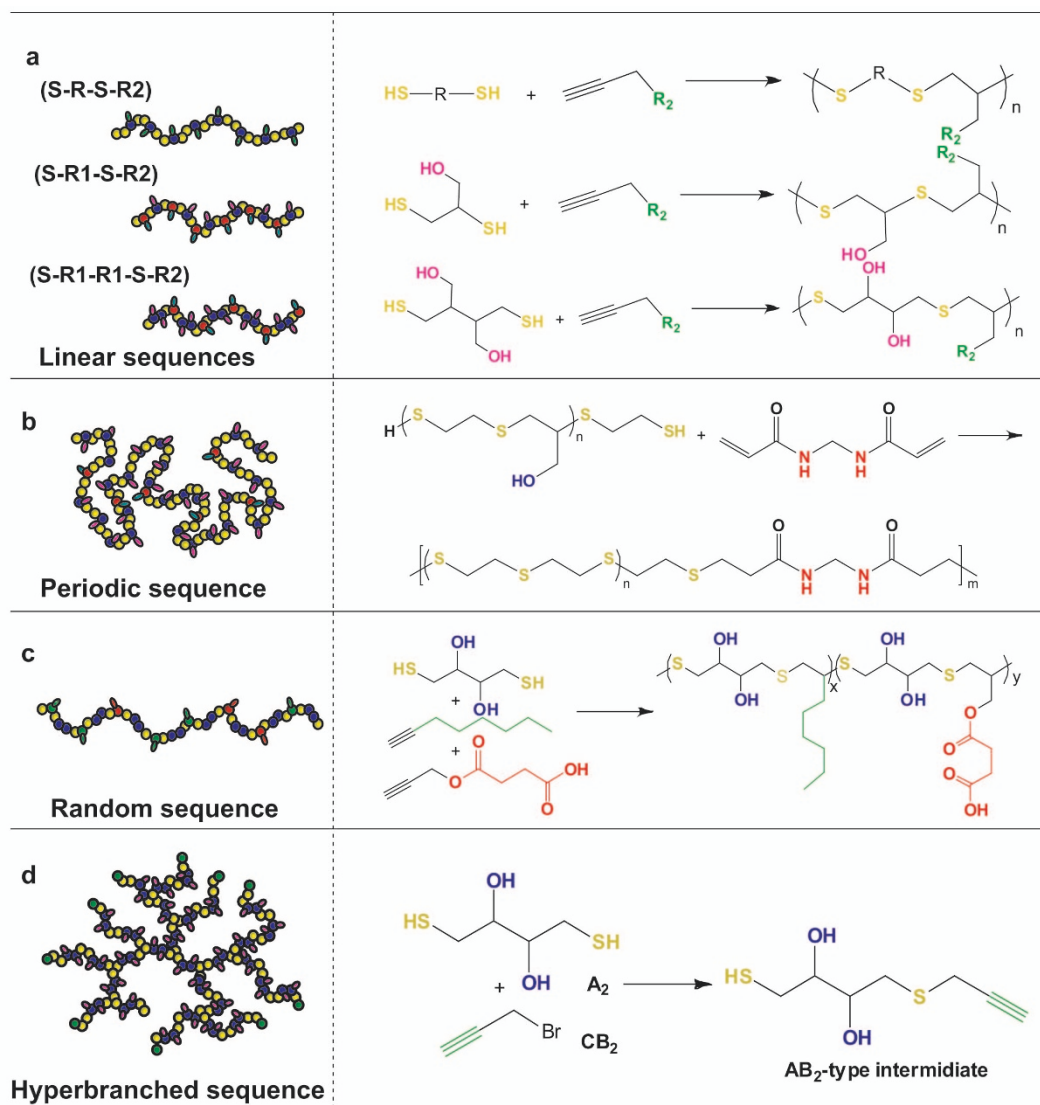 a
(S-R-S-R2)
HS R SH + R2 S R S n R2
(S-R1-S-R2)
HO HS SH + R2 R2 S S n HO
(S-R1-R1-S-R2)
HO HS SH OH + R2 OH S S n OH R2
Linear sequences
b
H S S n S SH + O O N H N H
HO
S S S n S O N H N H O m
Periodic sequence
c
OH HS SH OH
+
+
O O OH O
OH S S x OH OH S S y OH
O O O OH
Random sequence
d
OH HS SH OH
+ A2
Br CB2
OH HS S OH
AB2-type intermidiate
Hyperbranched sequence